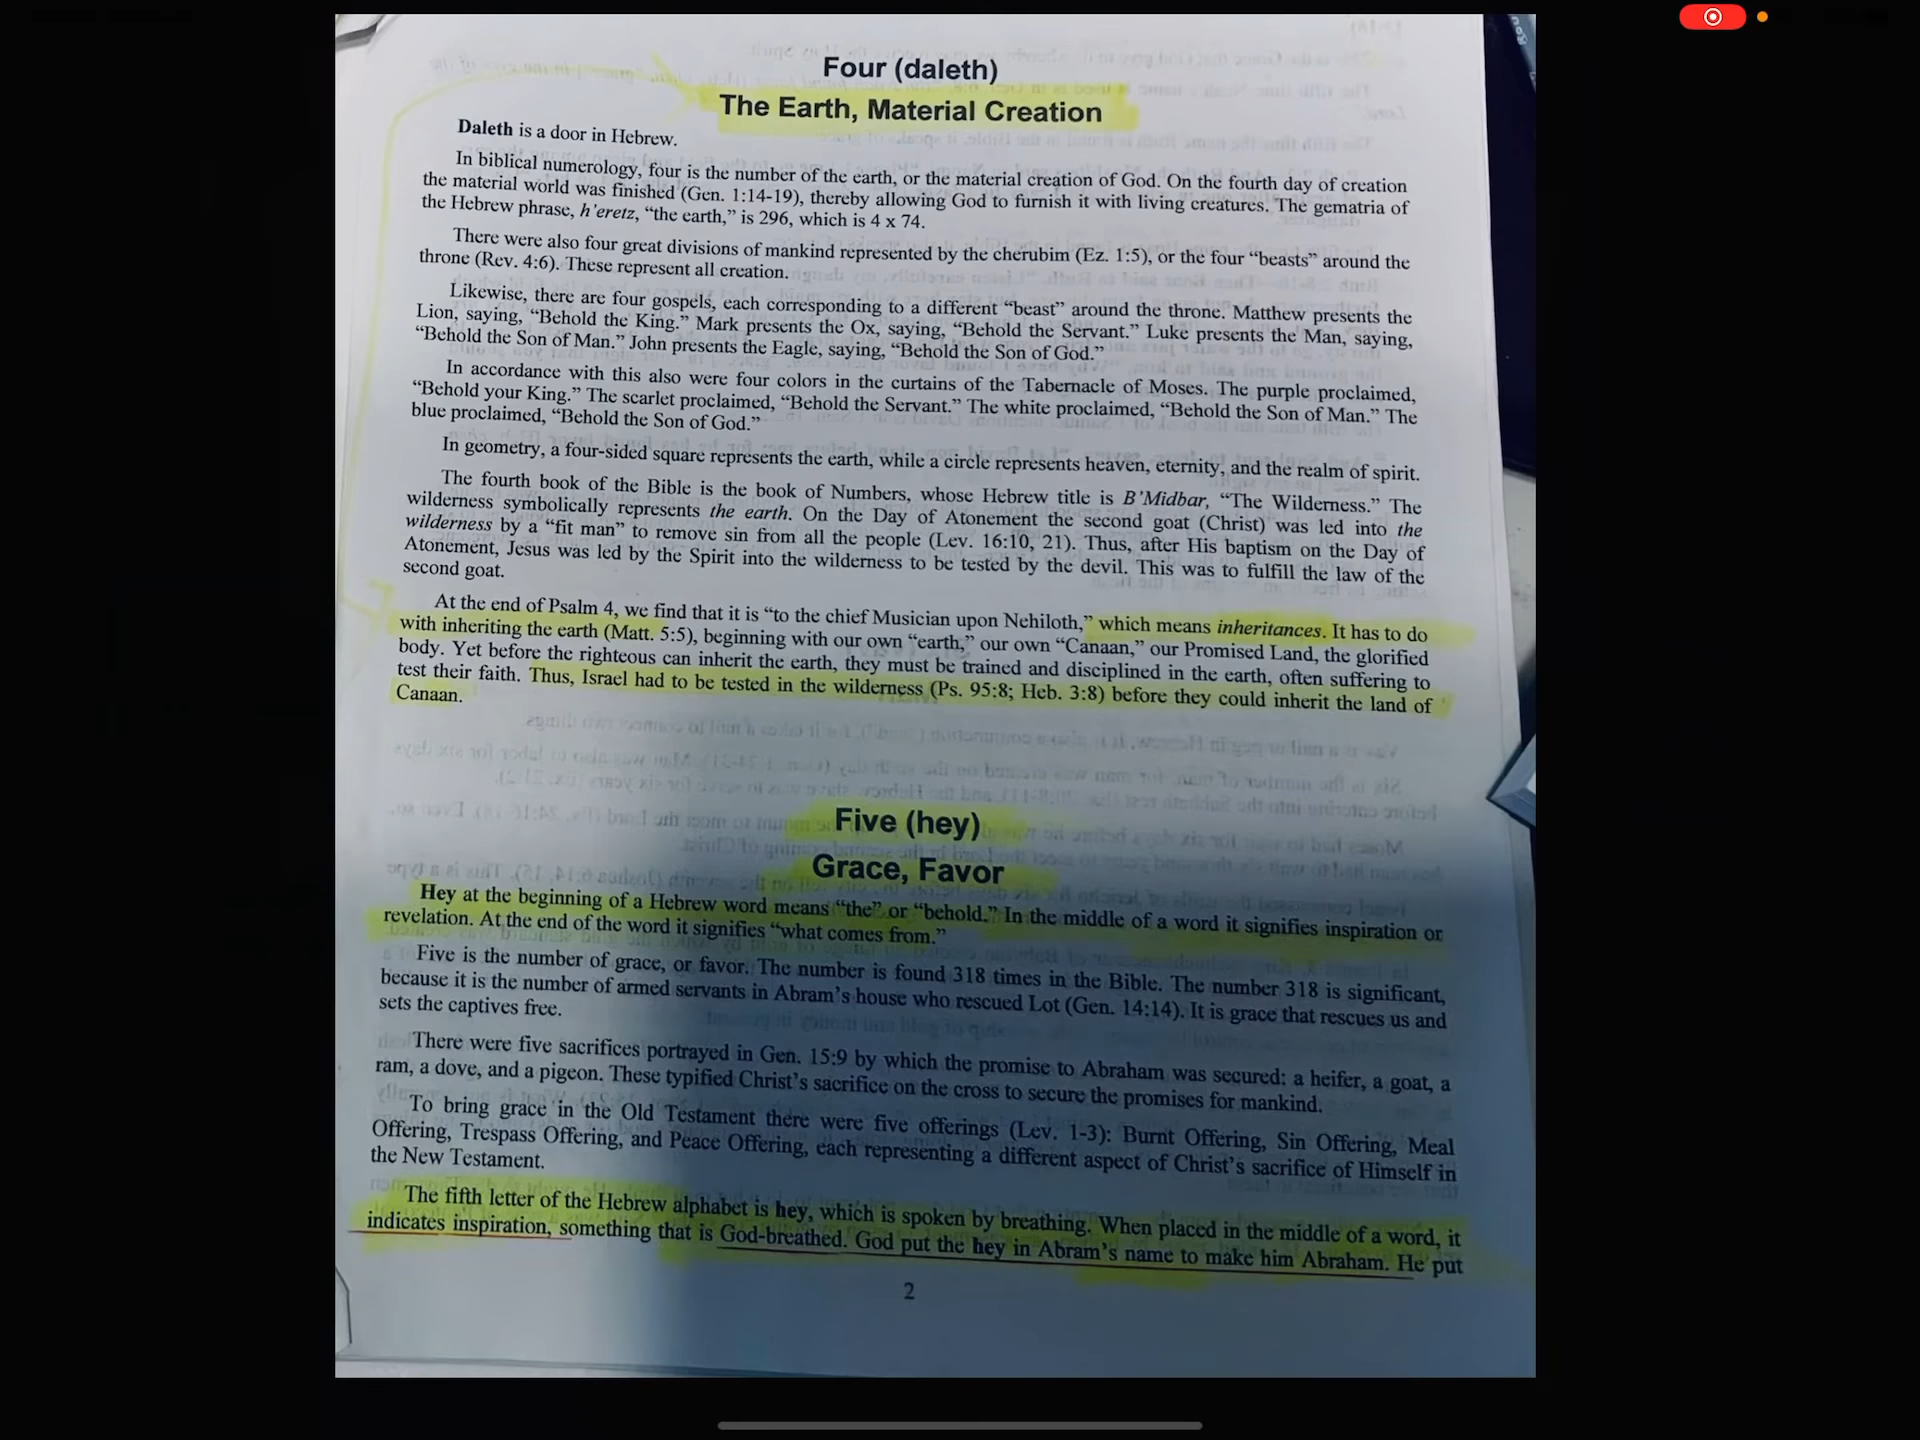 Four (daleth)
The Earth, Material Creation
Daleth is a door in Hebrew.
In biblical numerology, four is the number of the earth, or the material creation of God. On the fourth day of creation
the material world was finished (Gen. 1:14-19), thereby allowing God to furnish it with living creatures. The gematria of
the Hebrew phrase, h'eretz, “the earth,” is 296, which is 4 x 74.
There were also four great divisions of mankind represented by the cherubim (Ez. 1:5), or the four “beasts” around the
throne (Rev. 4:6). These represent all creation.
Likewise, there are four gospels, each corresponding to a different “beast” around the throne. Matthew presents the
Lion, saying, “Behold the King.” Mark presents the Ox, saying, “Behold the Servant.” Luke presents the Man, saying,
“Behold the Son of Man.” John presents the Eagle, saying, “Behold the Son of God.”
In accordance with this also were four colors in the curtains of the Tabernacle of Moses. The purple proclaimed,
“Behold your King.” The scarlet proclaimed, “Behold the Servant.” The white proclaimed, “Behold the Son of Man.” The
blue proclaimed, “Behold the Son of God.”
In geometry, a four-sided square represents the earth, while a circle represents heaven, eternity, and the realm of spirit.
The fourth book of the Bible is the book of Numbers, whose Hebrew title is B'Midbar, “The Wilderness.” The
wilderness symbolically represents the earth. On the Day of Atonement the second goat (Christ) was led into the
wilderness by a “fit man” to remove sin from all the people (Lev. 16:10, 21). Thus, after His baptism on the Day of
Atonement, Jesus was led by the Spirit into the wilderness to be tested by the devil. This was to fulfill the law of the
second goat.
At the end of Psalm 4, we find that it is “to the chief Musician upon Nehiloth,” which means inheritances. It has to do
with inheriting the earth (Matt. 5:5), beginning with our own “earth,” our own “Canaan,” our Promised Land, the glorified
body. Yet before the righteous can inherit the earth, they must be trained and disciplined in the earth, often suffering to
test their faith. Thus, Israel had to be tested in the wilderness (Ps. 95:8; Heb. 3:8) before they could inherit the land of
Canaan.
Five (hey)
Grace, Favor
Hey at the beginning of a Hebrew word means “the” or “behold.” In the middle of a word it signifies inspiration or
revelation. At the end of the word it signifies “what comes from.”
Five is the number of grace, or favor. The number is found 318 times in the Bible. The number 318 is significant,
because it is the number of armed servants in Abram's house who rescued Lot (Gen. 14:14). It is grace that rescues us and
sets the captives free.
There were five sacrifices portrayed in Gen. 15:9 by which the promise to Abraham was secured: a heifer, a goat, a
ram, a dove, and a pigeon. These typified Christ's sacrifice on the cross to secure the promises for mankind.
To bring grace in the Old Testament there were five offerings (Lev. 1-3): Burnt Offering, Sin Offering, Meal
Offering, Trespass Offering, and Peace Offering, each representing a different aspect of Christ's sacrifice of Himself in
the New Testament.
The fifth letter of the Hebrew alphabet is hey, which is spoken by breathing. When placed in the middle of a word, it
indicates inspiration, something that is God-breathed. God put the hey in Abram's name to make him Abraham. He put
2